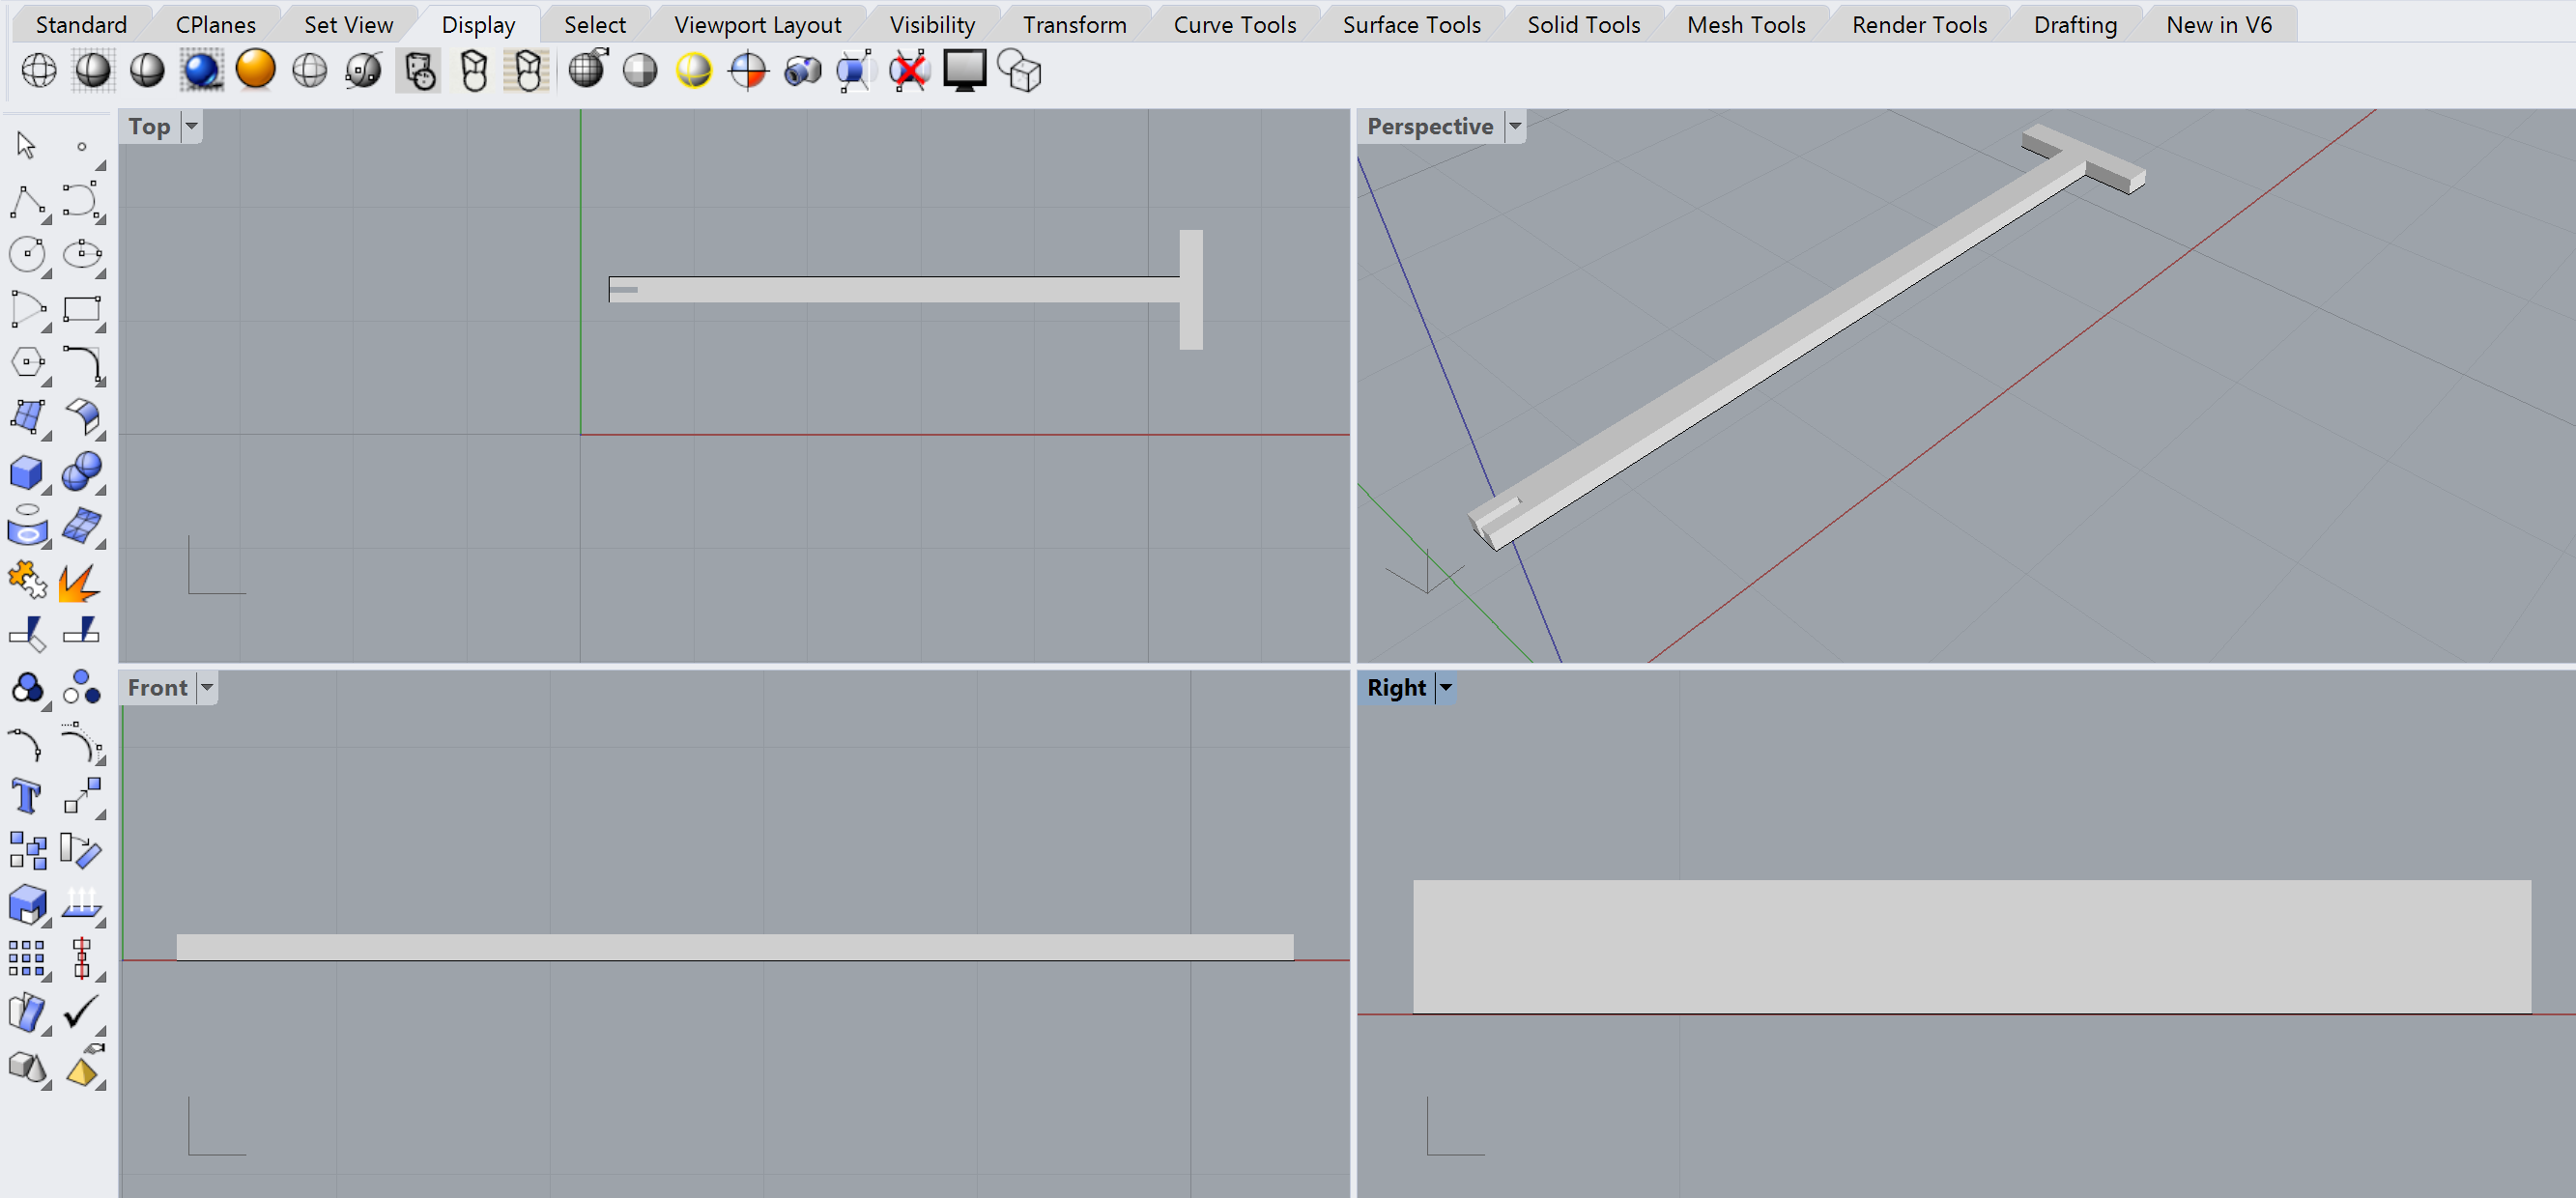 Standard CPlanes Set View Display Select Viewport Layout Visibility Transform Curve Tools Surface Tools Solid Tools Mesh Tools Render Tools Drafting New in V6
Top
Perspective
Front
Right